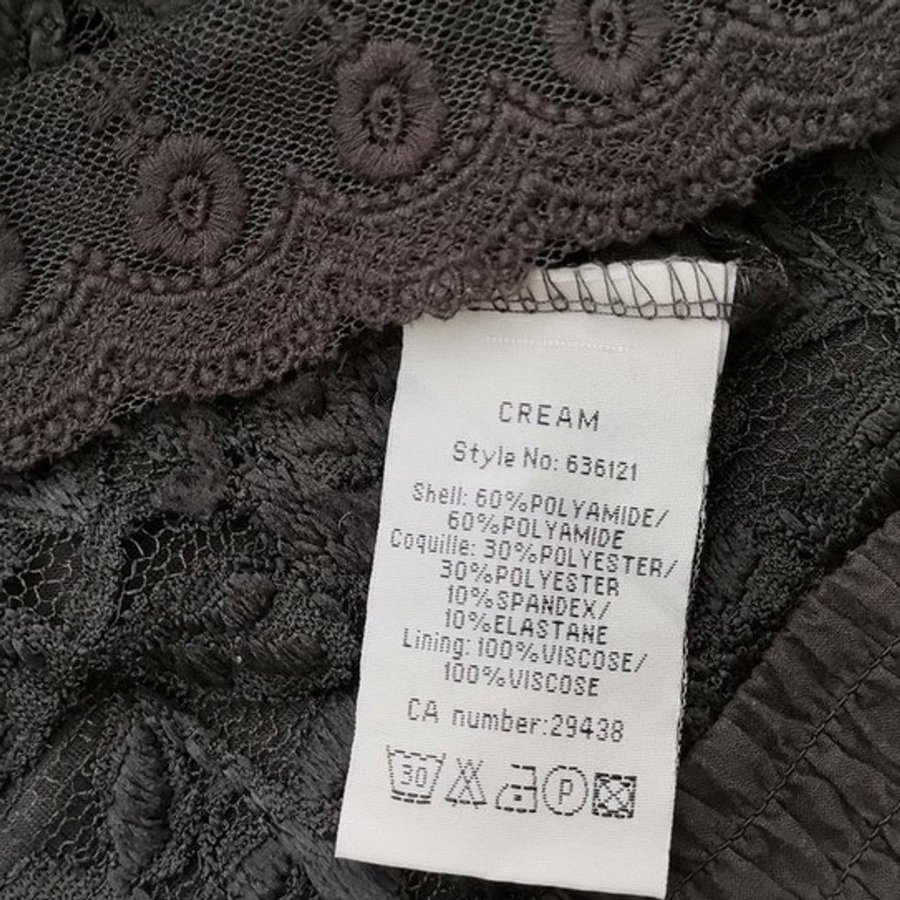 CREAM
Style No: 636121
Shell: 60%POLYAMIDE/
60%POLYAMIDE
Coquille: 30%POLYESTER/
30%POLYESTER
10%SPANDEX/
10%ELASTANE
Lining: 100%VISCOSE/
100%VISCOSE
CA number:29438
30 P